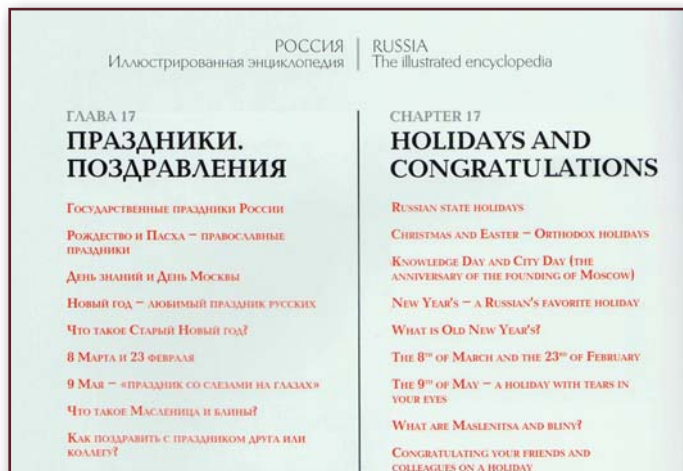 РОССИЯ
Иллюстрированная энциклопедия
RUSSIA
The illustrated encyclopedia
ГЛАВА 17
ПРАЗДНИКИ.
ПОЗДРАВЛЕНИЯ
Государственные праздники России
Рождество и Пасха – православные
праздники
День знаний и День Москвы
Новый год – любимый праздник русских
Что такое Старый Новый год?
8 Марта и 23 февраля
9 Мая – «праздник со слезами на глазах»
Что такое Масленица и блины?
Как поздравить с праздником друга или
коллегу?
CHAPTER 17
HOLIDAYS AND
CONGRATULATIONS
Russian state holidays
Christmas and Easter – Orthodox holidays
Knowledge Day and City Day (the
anniversary of the founding of Moscow)
New Year's – a Russian's favorite holiday
What is Old New Year's?
The 8th of March and the 23rd of February
The 9th of May – a holiday with tears in
your eyes
What are Maslenitsa and bliny?
Congratulating your friends and
colleagues on a holiday